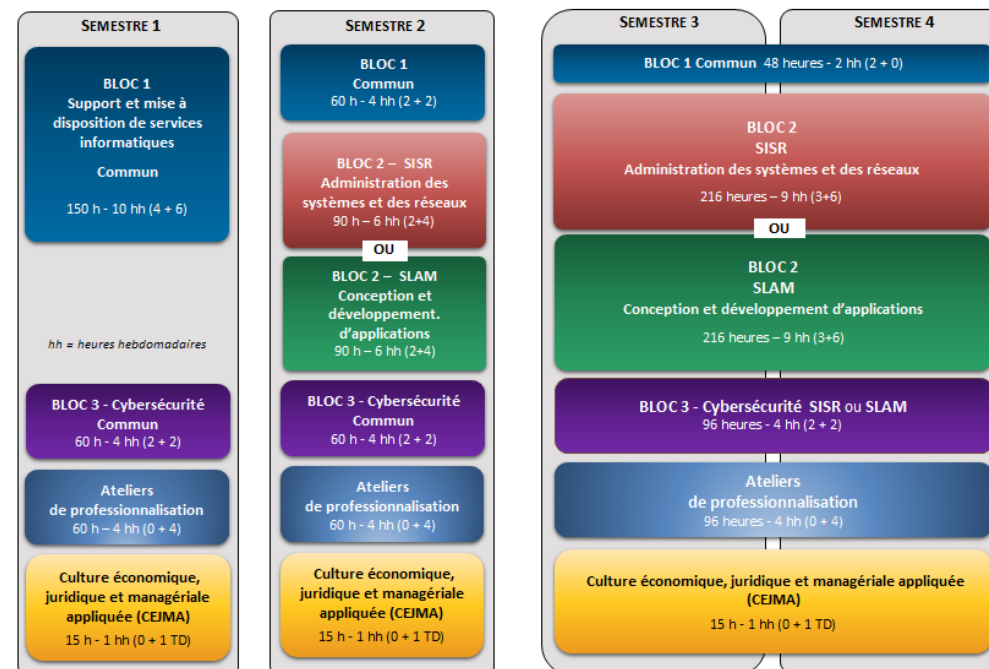 SEMESTRE 1
BLOC 1
Support et mise à
disposition de services
informatiques
Commun
150 h - 10 hh (4 + 6)
hh = heures hebdomadaires
BLOC 3 - Cybersécurité
Commun
60 h - 4 hh (2 + 2)
Ateliers
de professionnalisation
60 h – 4 hh (0 + 4)
Culture économique,
juridique et managériale
appliquée (CEJMA)
15 h - 1 hh (0 + 1 TD)
SEMESTRE 2
BLOC 1
Commun
60 h - 4 hh (2 + 2)
BLOC 2 – SISR
Administration des
systèmes et des réseaux
90 h – 6 hh (2+4)
OU
BLOC 2 – SLAM
Conception et
développement.
d'applications
90 h – 6 hh (2+4)
BLOC 3 - Cybersécurité
Commun
60 h - 4 hh (2 + 2)
Ateliers
de professionnalisation
60 h - 4 hh (0 + 4)
Culture économique,
juridique et managériale
appliquée (CEJMA)
15 h - 1 hh (0 + 1 TD)
SEMESTRE 3
SEMESTRE 4
BLOC 1 Commun 48 heures - 2 hh (2 + 0)
BLOC 2
SISR
Administration des systèmes et des réseaux
216 heures – 9 hh (3+6)
OU
BLOC 2
SLAM
Conception et développement d'applications
216 heures – 9 hh (3+6)
BLOC 3 - Cybersécurité SISR ou SLAM
96 heures - 4 hh (2 + 2)
Ateliers
de professionnalisation
96 heures - 4 hh (0 + 4)
Culture économique, juridique et managériale appliquée
(CEJMA)
15 h - 1 hh (0 + 1 TD)